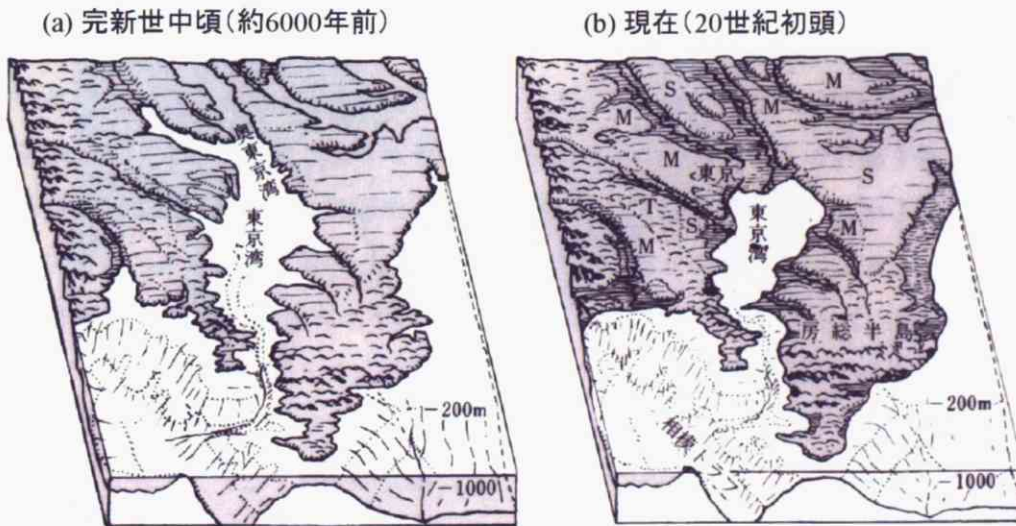 (a) 完新世中頃(約6000年前)
奥東京湾
東京湾
-200m
-1000
(b) 現在(20世紀初頭)
M
S
M
M
M
東京
S
東京湾
T
S
M
M
房総半島
相模トラフ
-200m
-1000